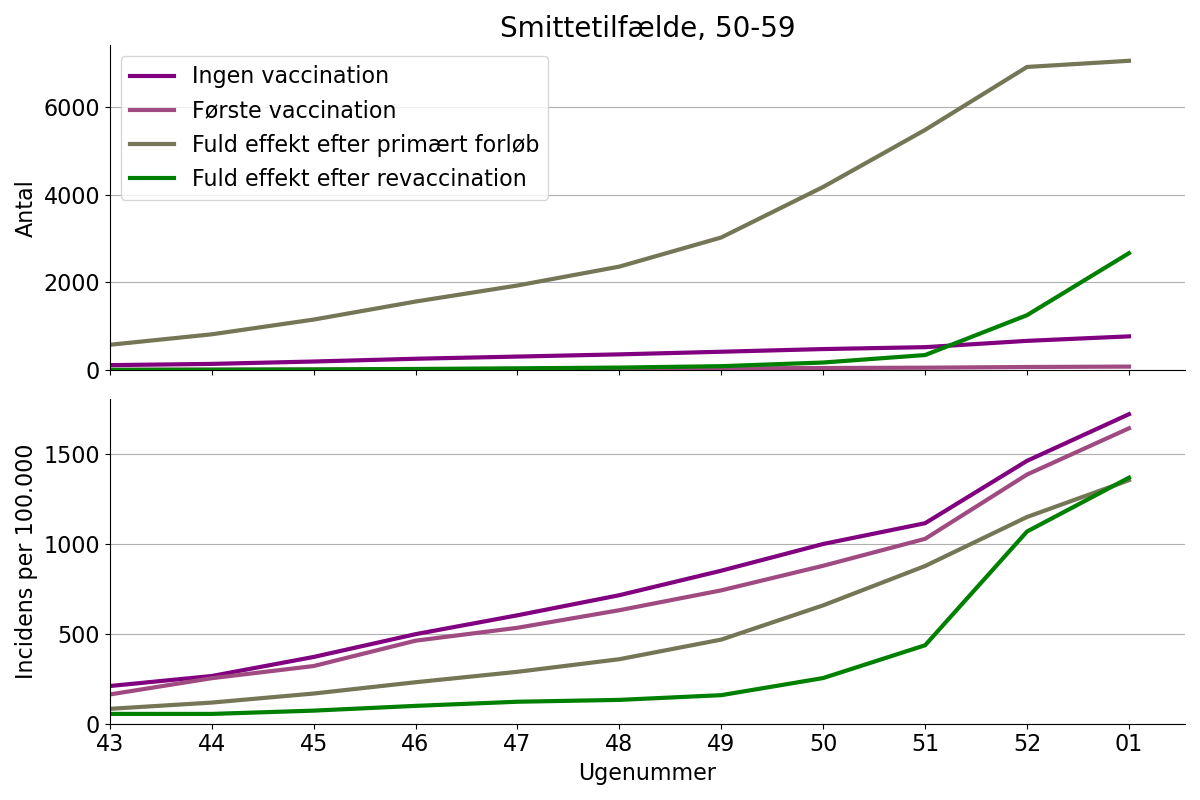 Smittetilfælde, 50-59
Ingen vaccination
Første vaccination
Fuld effekt efter primært forløb
Fuld effekt efter revaccination
Antal
6000
4000
2000
0
Incidens per 100.000
1500
1000
500
0
43 44 45 46 47 48 49 50 51 52 01
Ugenummer